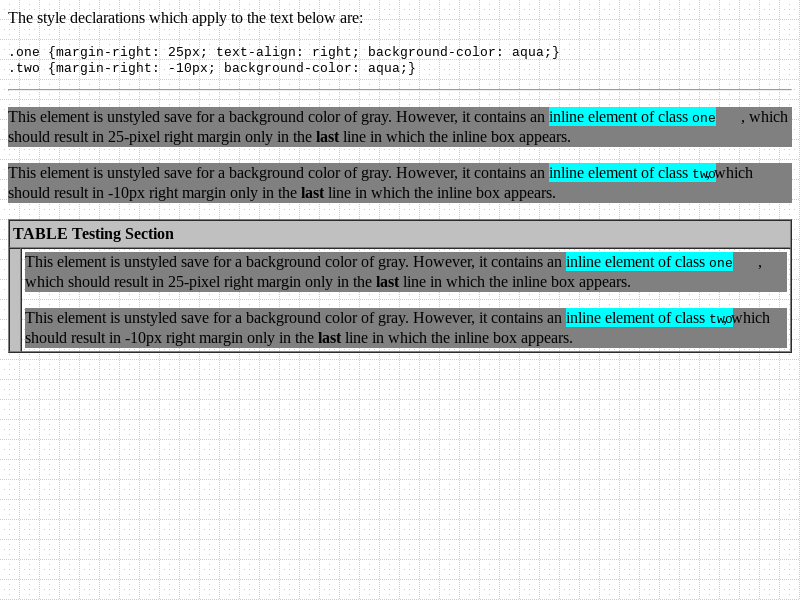 The style declarations which apply to the text below are:
.one {margin-right: 25px; text-align: right; background-color: aqua;}
.two {margin-right: -10px; background-color: aqua;}
This element is unstyled save for a background color of gray. However, it contains an inline element of class one, which
should result in 25-pixel right margin only in the last line in which the inline box appears.
This element is unstyled save for a background color of gray. However, it contains an inline element of class two, which
should result in -10px right margin only in the last line in which the inline box appears.
TABLE Testing Section
This element is unstyled save for a background color of gray. However, it contains an inline element of class one,
which should result in 25-pixel right margin only in the last line in which the inline box appears.
This element is unstyled save for a background color of gray. However, it contains an inline element of class two, which
should result in -10px right margin only in the last line in which the inline box appears.